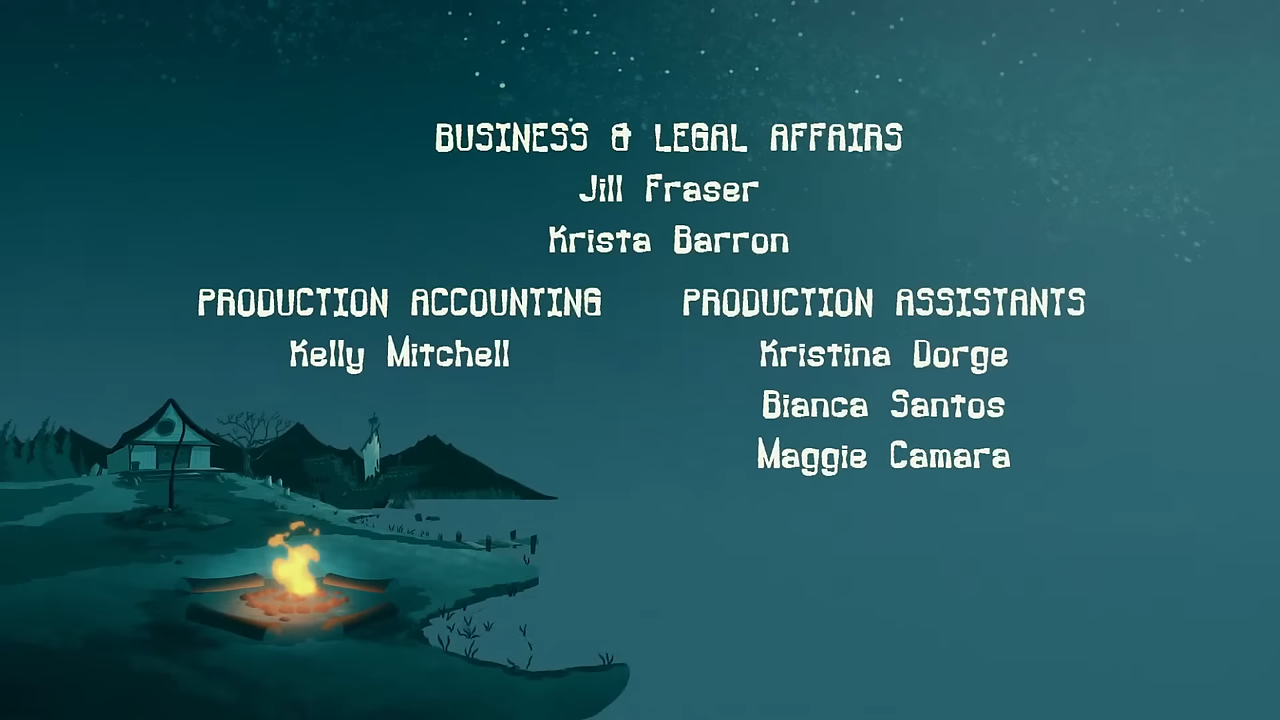 BUSINESS & LEGAL AFFAIRS
Jill Fraser
Krista Barron
PRODUCTION ACCOUNTING
Kelly Mitchell
PRODUCTION ASSISTANTS
Kristina Dorge
Bianca Santos
Maggie Camara